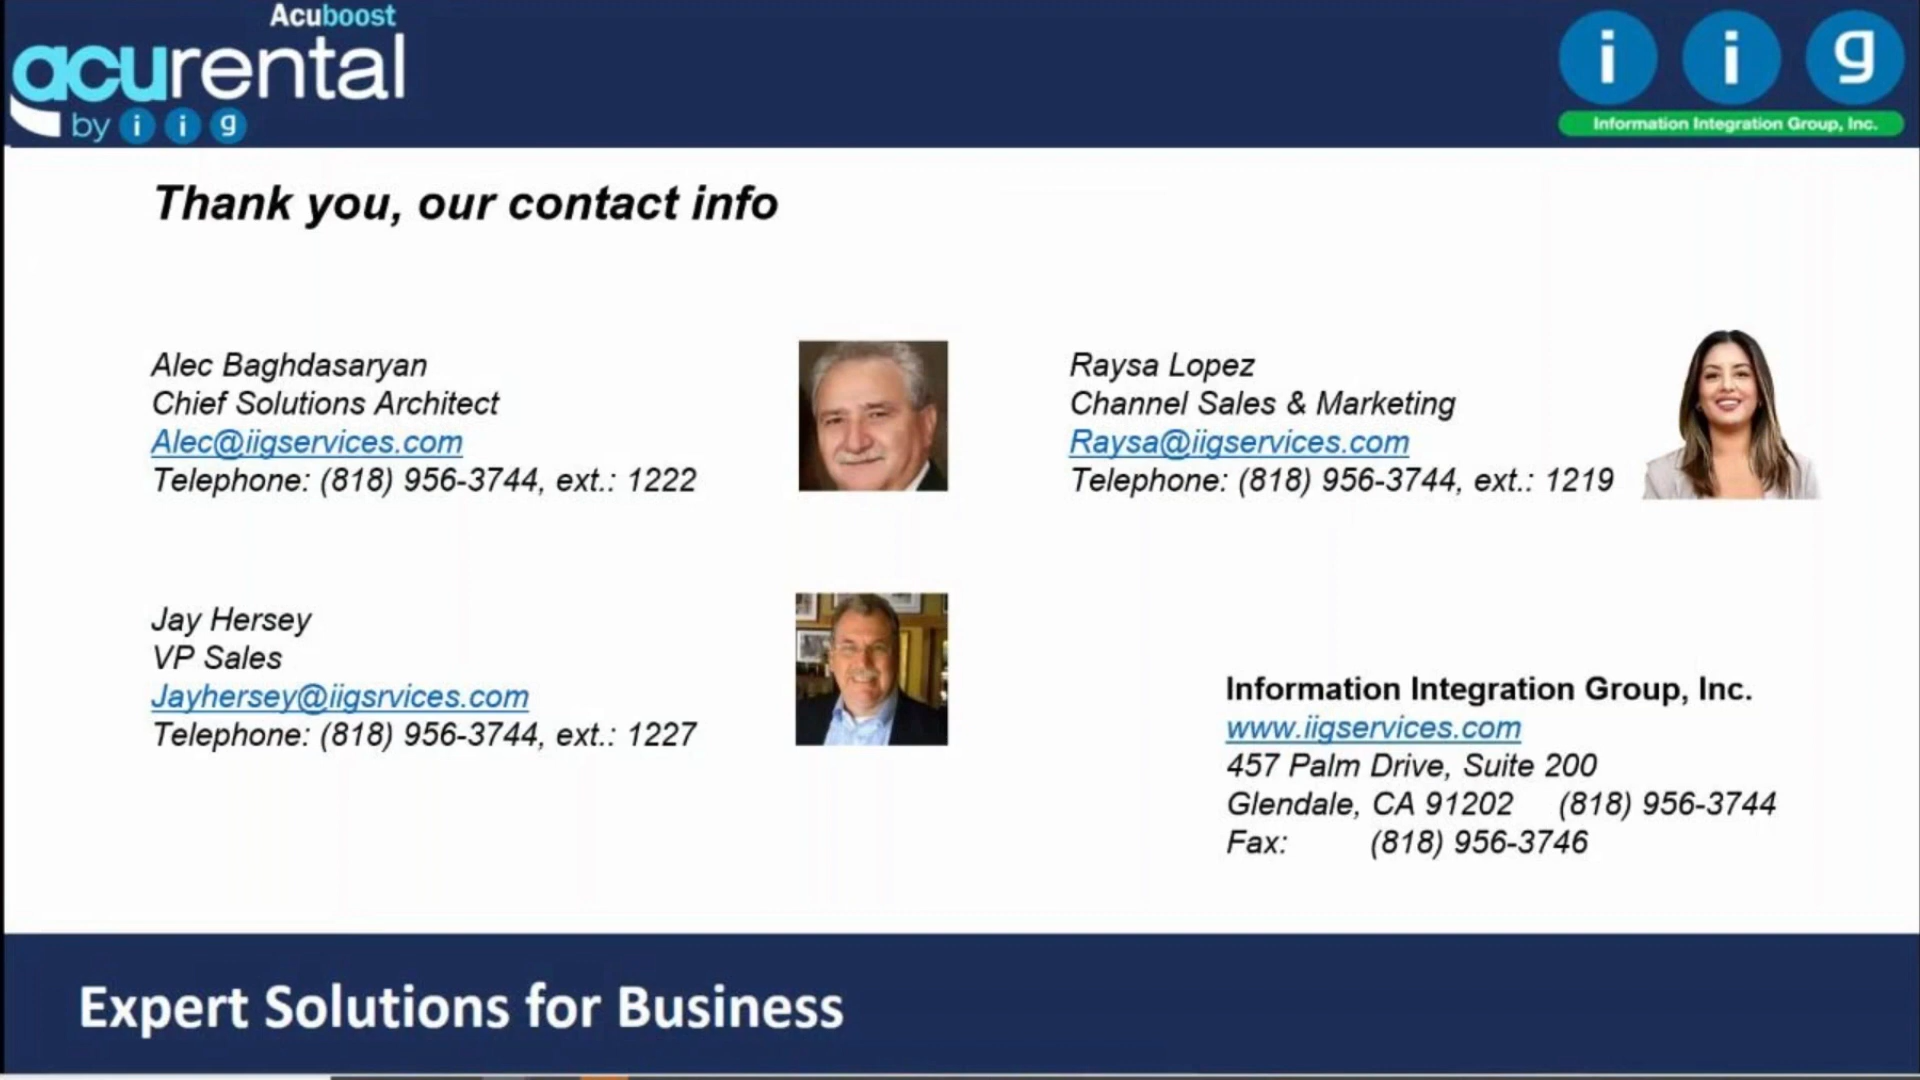 Acuboost
acurental
by i i g
i i g
Information Integration Group, Inc.
Thank you, our contact info
Alec Baghdasaryan
Chief Solutions Architect
Alec@iigservices.com
Telephone: (818) 956-3744, ext.: 1222
Raysa Lopez
Channel Sales & Marketing
Raysa@iigservices.com
Telephone: (818) 956-3744, ext.: 1219
Jay Hersey
VP Sales
Jayhersey@iigsrvices.com
Telephone: (818) 956-3744, ext.: 1227
Information Integration Group, Inc.
www.iigservices.com
457 Palm Drive, Suite 200
Glendale, CA 91202 (818) 956-3744
Fax: (818) 956-3746
Expert Solutions for Business